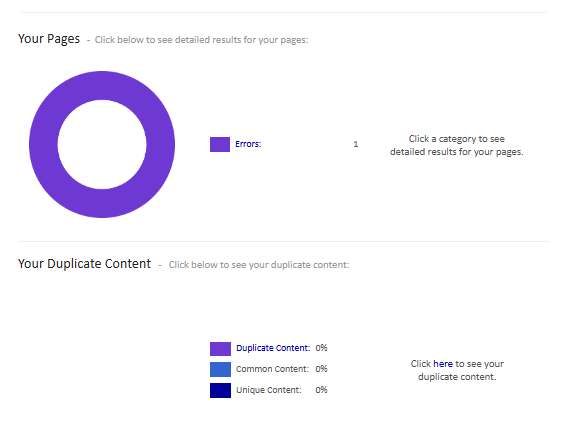 Your Pages - Click below to see detailed results for your pages:
Errors: 1
Click a category to see
detailed results for your pages.
Your Duplicate Content - Click below to see your duplicate content:
Duplicate Content: 0%
Common Content: 0%
Unique Content: 0%
Click here to see your
duplicate content.